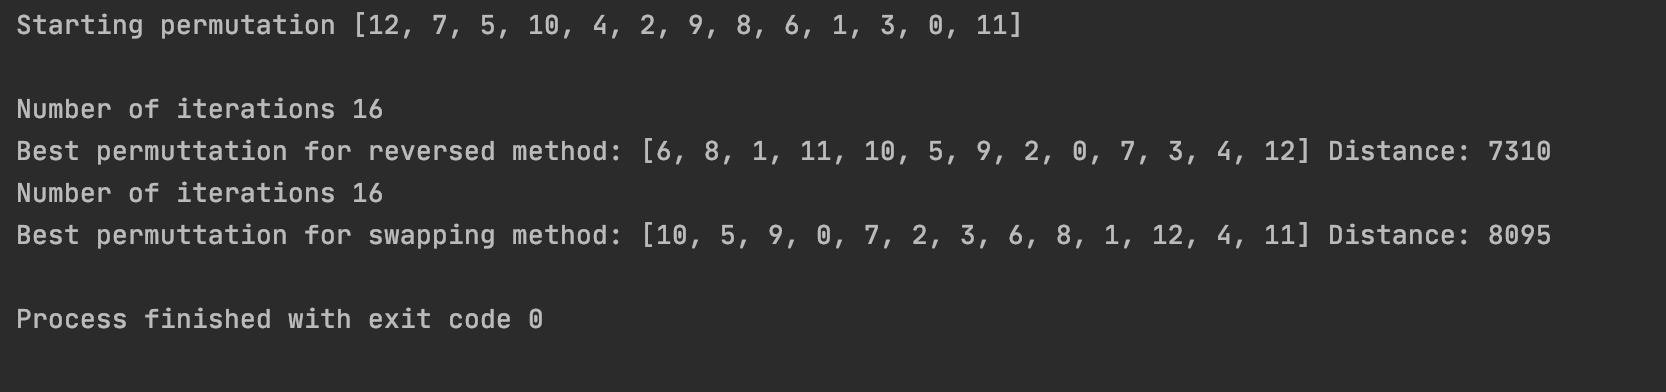 Starting permutation [12, 7, 5, 10, 4, 2, 9, 8, 6, 1, 3, 0, 11]
Number of iterations 16
Best permuttation for reversed method: [6, 8, 1, 11, 10, 5, 9, 2, 0, 7, 3, 4, 12] Distance: 7310
Number of iterations 16
Best permuttation for swapping method: [10, 5, 9, 0, 7, 2, 3, 6, 8, 1, 12, 4, 11] Distance: 8095
Process finished with exit code 0